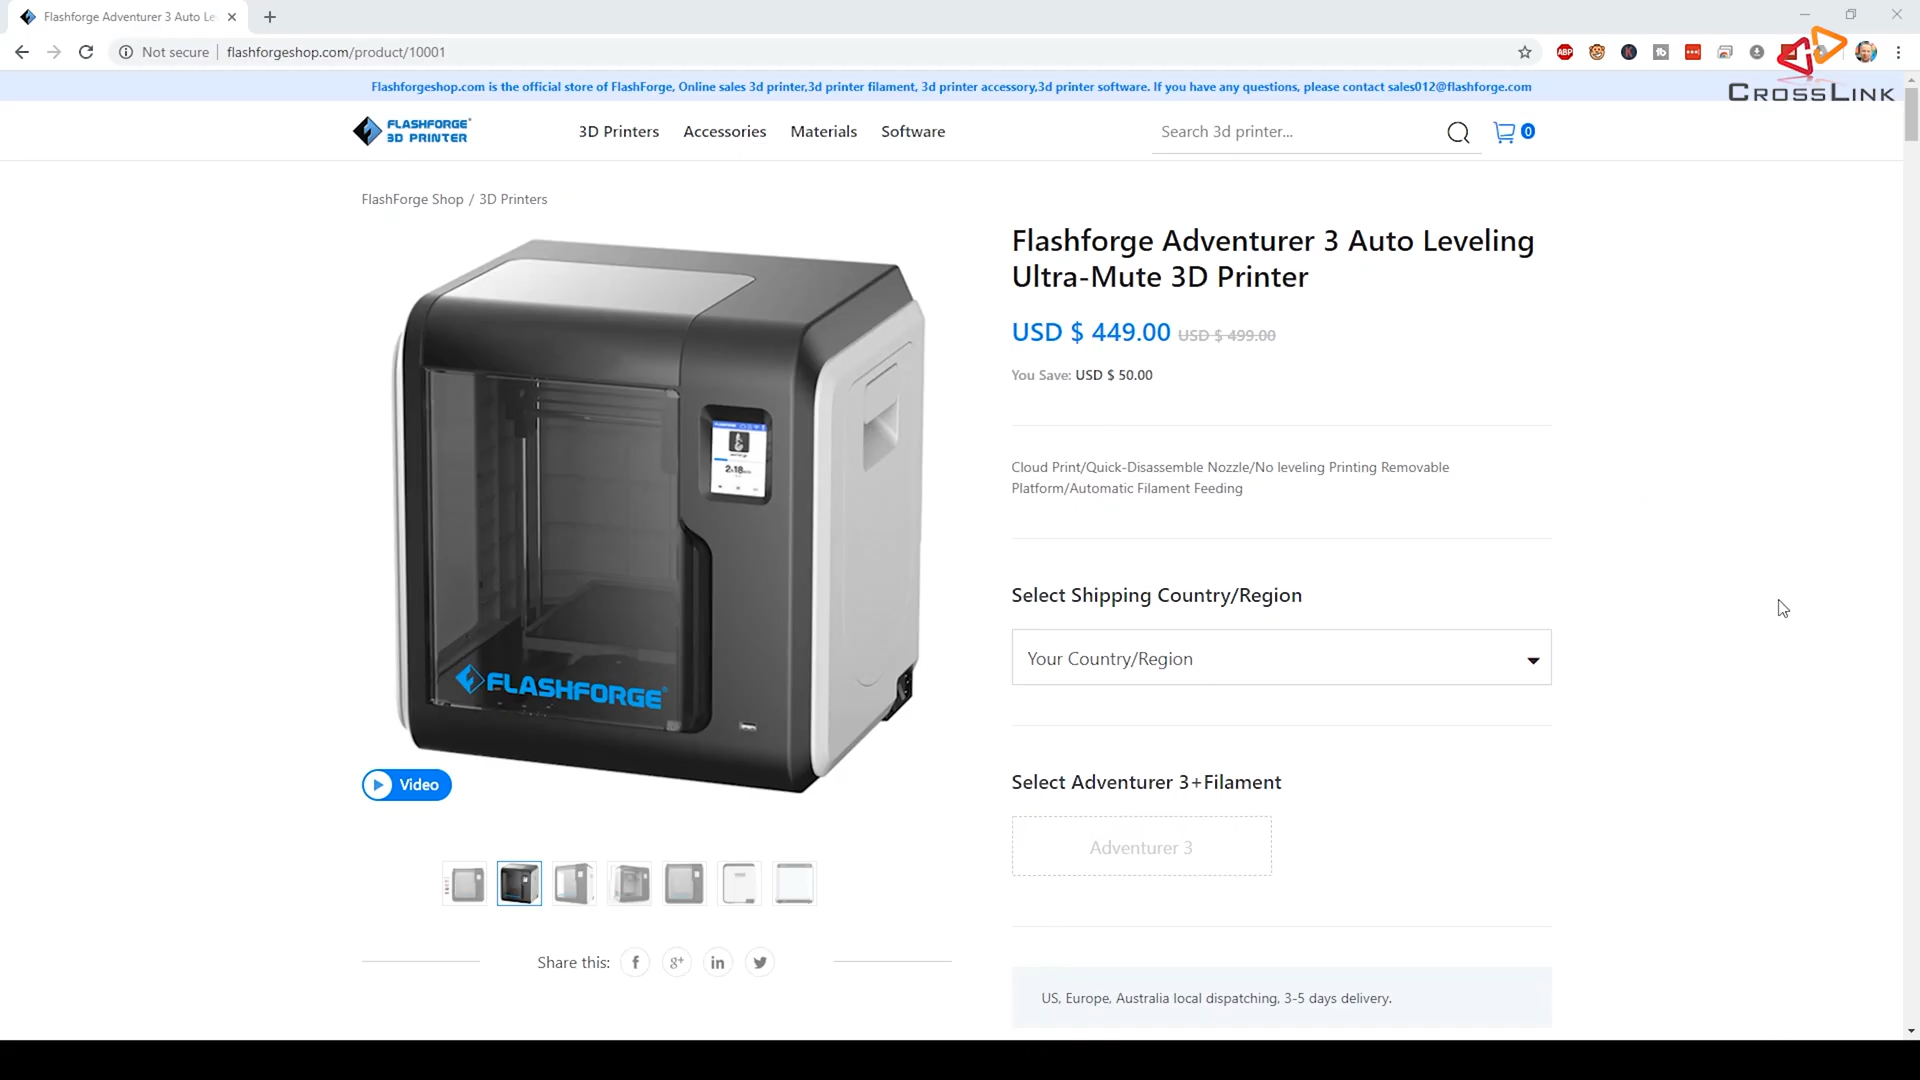 Flashforge Adventurer 3 Auto Le
Not secure
flashforgeshop.com/product/10001
ABP
CROSSLINK
Flashforgeshop.com is the official store of FlashForge, Online sales 3d printer,3d printer filament, 3d printer accessory,3d printer software. If you have any questions, please contact sales012@flashforge.com
FLASHFORGE
3D PRINTER
3D Printers
Accessories
Materials
Software
Search 3d printer...
0
FlashForge Shop / 3D Printers
Flashforge Adventurer 3 Auto Leveling
Ultra-Mute 3D Printer
USD $ 449.00 USD $ 499.00
You Save: USD $ 50.00
Cloud Print/Quick-Disassemble Nozzle/No leveling Printing Removable
Platform/Automatic Filament Feeding
Select Shipping Country/Region
Your Country/Region
FLASHFORGE
Video
Select Adventurer 3+Filament
Adventurer 3
Share this:
US, Europe, Australia local dispatching, 3-5 days delivery.